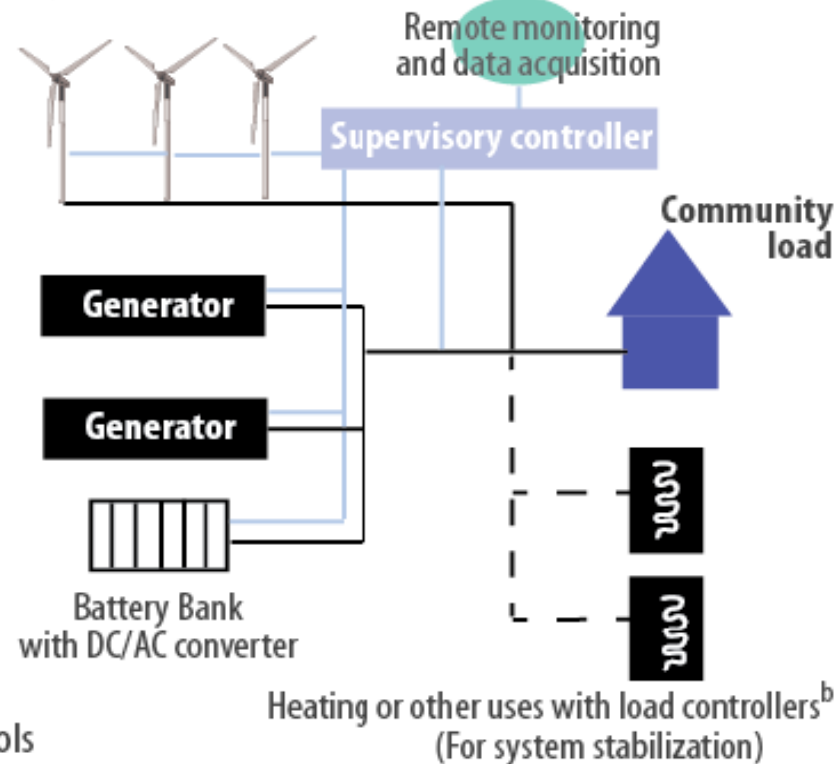 Remote monitoring
and data acquisition
Supervisory controller
Community
load
Generator
Generator
Battery Bank
with DC/AC converter
Heating or other uses with load controllersb
(For system stabilization)
ols